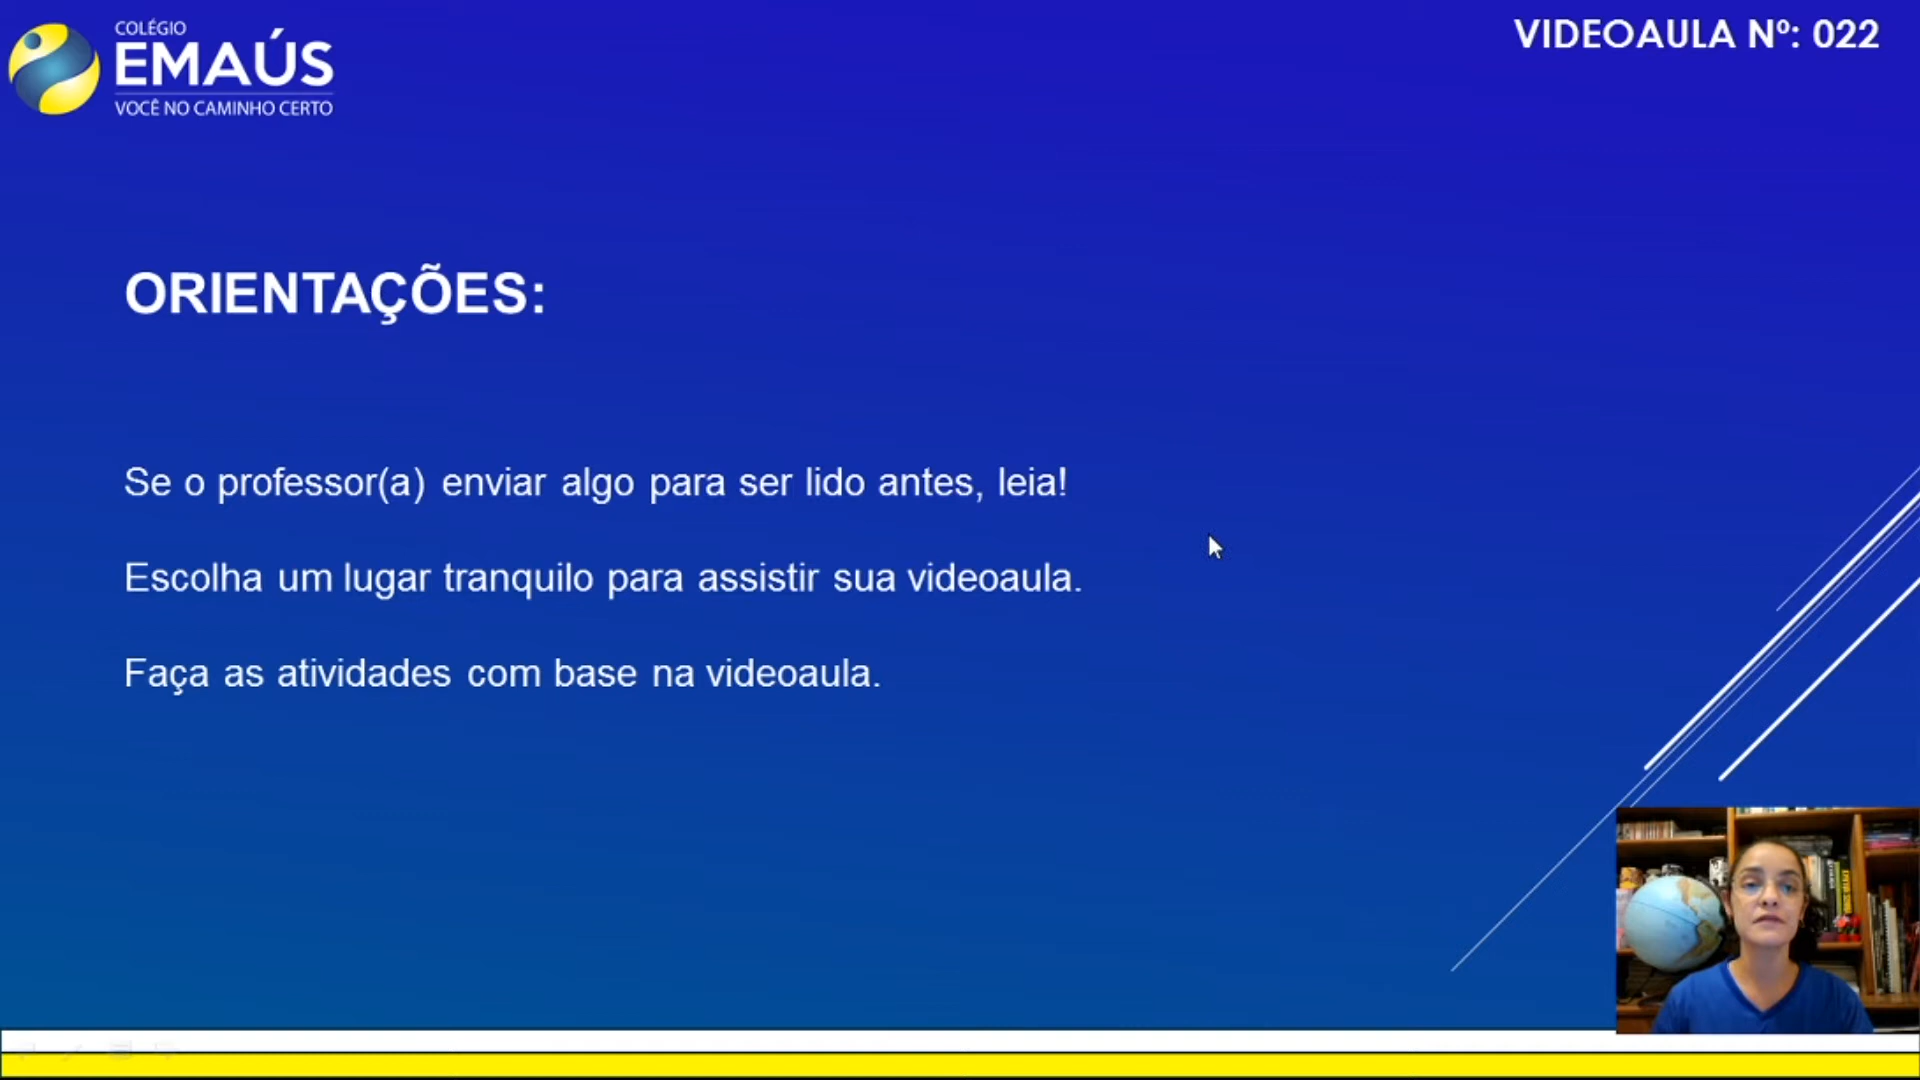 COLÉGIO
EMAÚS
VOCÊ NO CAMINHO CERTO
VIDEOAULA Nº: 022
ORIENTAÇÕES:
Se o professor(a) enviar algo para ser lido antes, leia!
Escolha um lugar tranquilo para assistir sua videoaula.
Faça as atividades com base na videoaula.